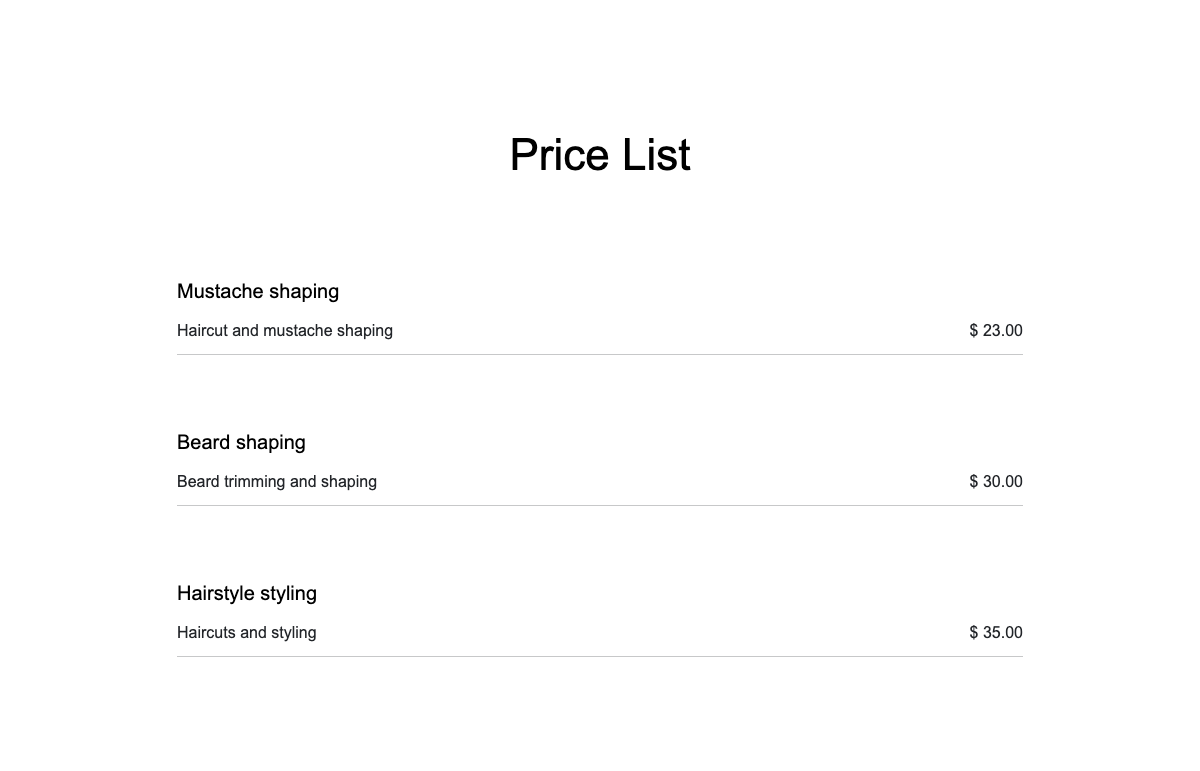 Price List
Mustache shaping
Haircut and mustache shaping $ 23.00
Beard shaping
Beard trimming and shaping $ 30.00
Hairstyle styling
Haircuts and styling $ 35.00